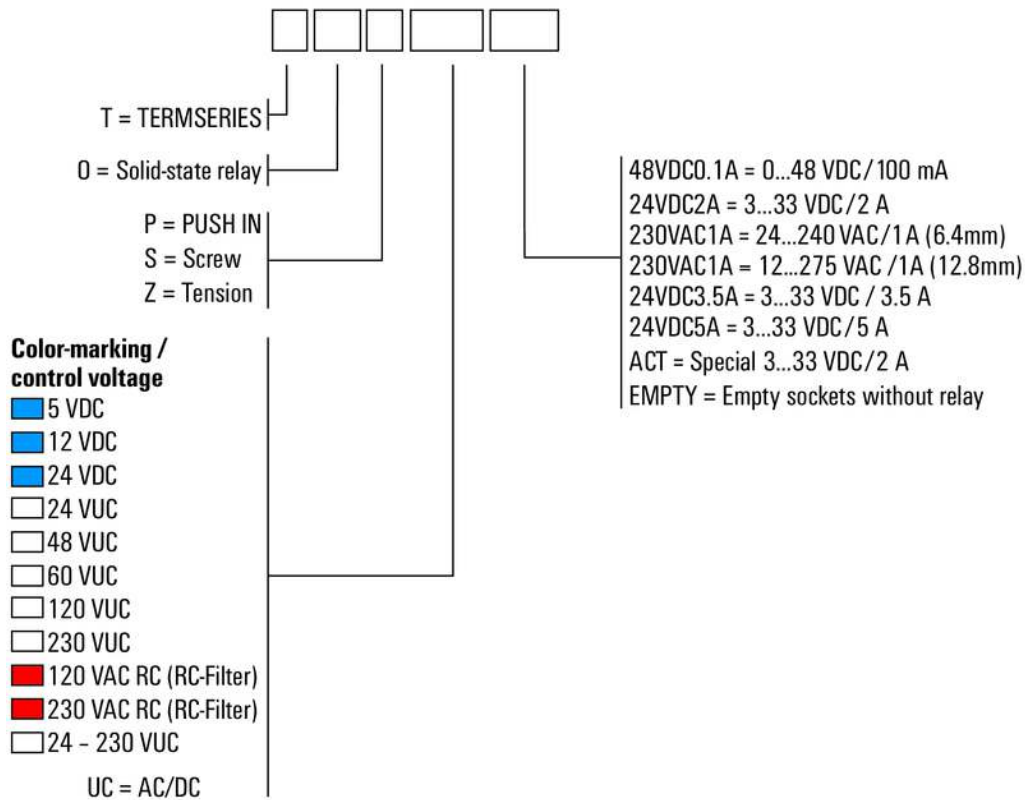 T = TERMSERIES
O = Solid-state relay
P = PUSH IN
S = Screw
Z = Tension
Color-marking /
control voltage
5 VDC
12 VDC
24 VDC
24 VUC
48 VUC
60 VUC
120 VUC
230 VUC
120 VAC RC (RC-Filter)
230 VAC RC (RC-Filter)
24 – 230 VUC
UC = AC/DC
48VDC0.1A = 0...48 VDC/100 mA
24VDC2A = 3...33 VDC/2 A
230VAC1A = 24...240 VAC/1A (6.4mm)
230VAC1A = 12...275 VAC /1A (12.8mm)
24VDC3.5A = 3...33 VDC / 3.5 A
24VDC5A = 3...33 VDC/5 A
ACT = Special 3...33 VDC/2 A
EMPTY = Empty sockets without relay